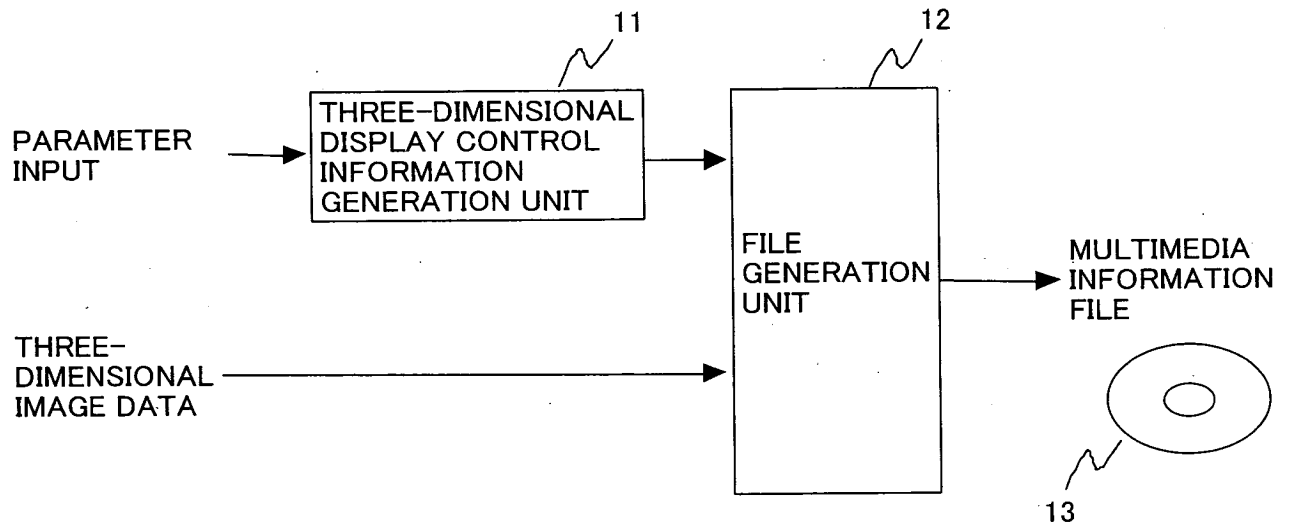 11
12
PARAMETER
INPUT
THREE-DIMENSIONAL
DISPLAY CONTROL
INFORMATION
GENERATION UNIT
FILE
GENERATION
UNIT
MULTIMEDIA
INFORMATION
FILE
THREE-
DIMENSIONAL
IMAGE DATA
13